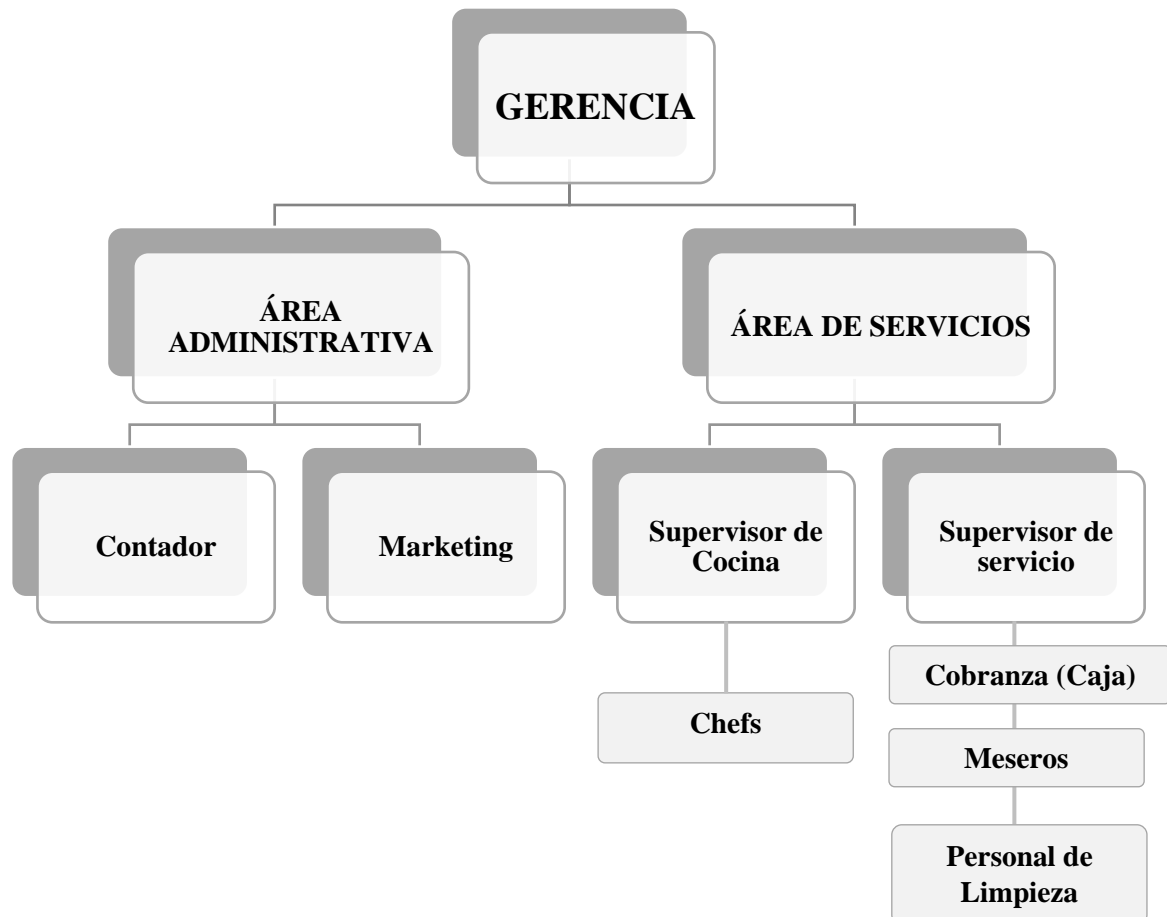 GERENCIA
ÁREA
ADMINISTRATIVA
ÁREA DE SERVICIOS
Contador
Marketing
Supervisor de
Cocina
Supervisor de
servicio
Chefs
Cobranza (Caja)
Meseros
Personal de
Limpieza